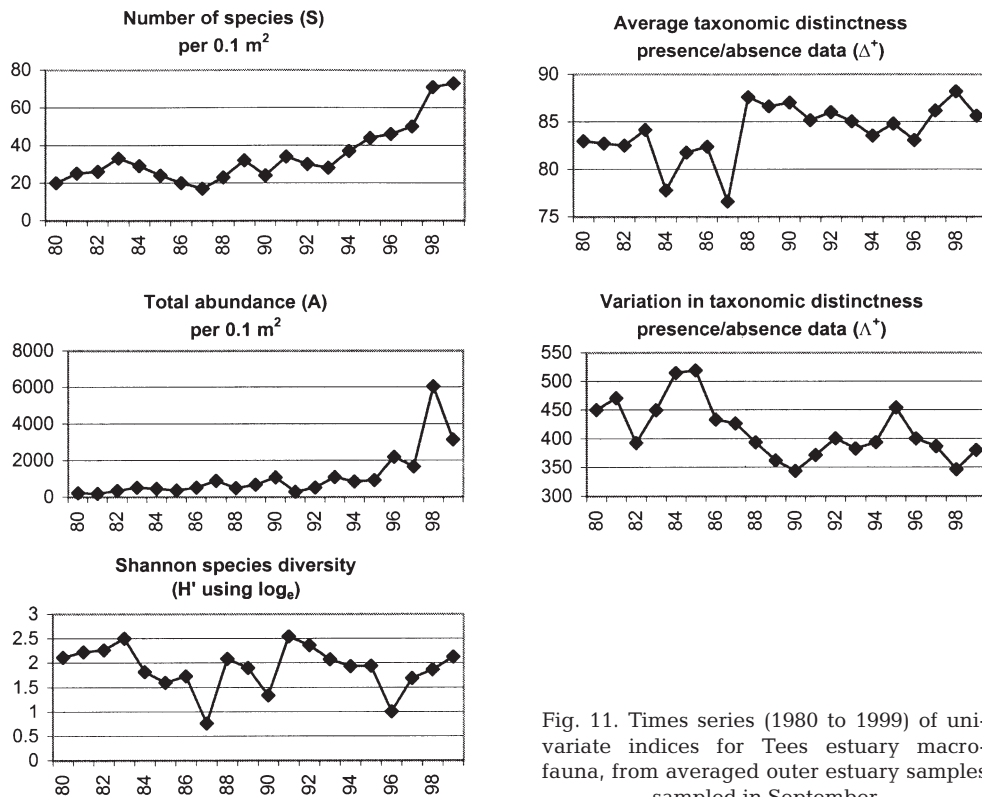 Number of species (S)
per 0.1 m²
80
60
40
20
0
80 82 84 86 88 90 92 94 96 98
Total abundance (A)
per 0.1 m²
8000
6000
4000
2000
0
80 82 84 86 88 90 92 94 96 98
Shannon species diversity
(H' using logₑ)
3
2.5
2
1.5
1
0.5
0
80 82 84 86 88 90 92 94 96 98
Average taxonomic distinctness
presence/absence data (Δ⁺)
90
85
80
75
80 82 84 86 88 90 92 94 96 98
Variation in taxonomic distinctness
presence/absence data (Λ⁺)
550
500
450
400
350
300
80 82 84 86 88 90 92 94 96 98
Fig. 11. Times series (1980 to 1999) of uni-
variate indices for Tees estuary macro-
fauna, from averaged outer estuary samples
sampled in September